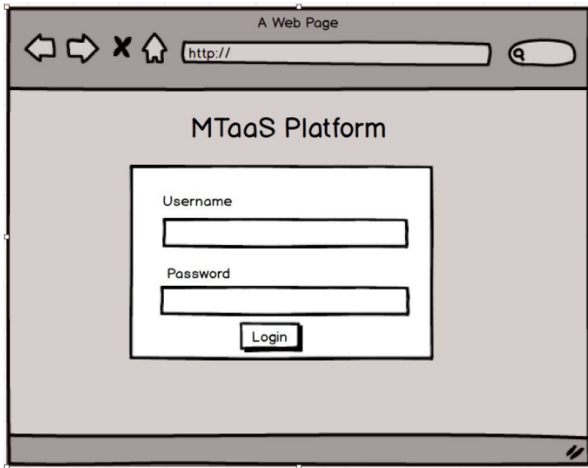 A Web Page
http://
MTaaS Platform
Username
Password
Login